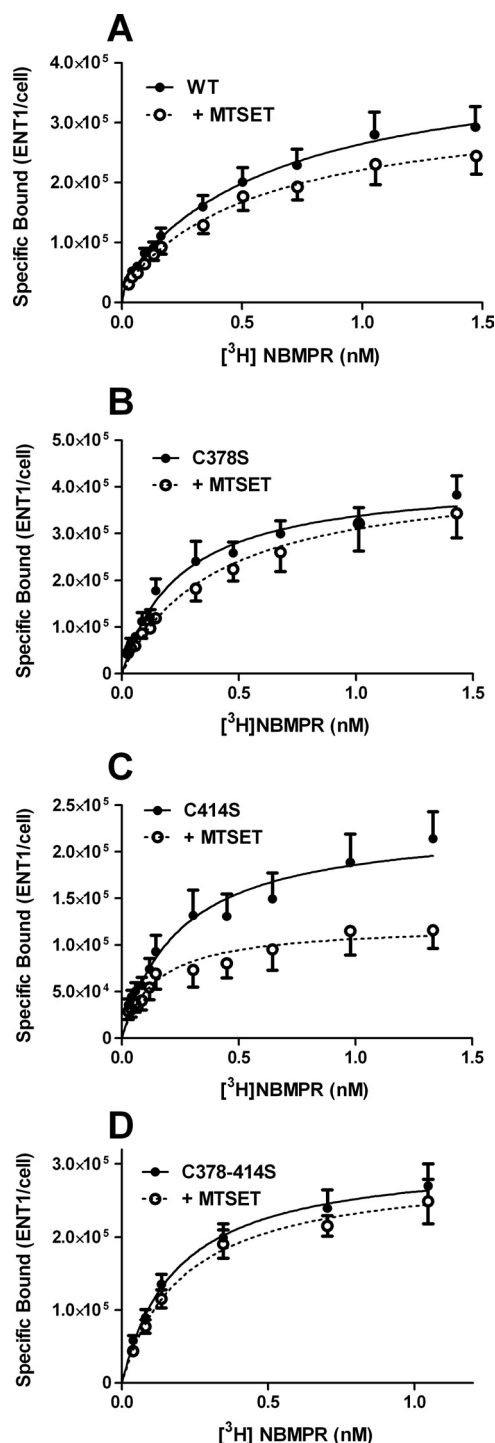 A
Specific Bound (ENT1/cell)
4.0×10⁵
3.0×10⁵
2.0×10⁵
1.0×10⁵
0
WT
+ MTSET
0.0 0.5 1.0 1.5
[³H] NBMPR (nM)
B
Specific Bound (ENT1/cell)
5.0×10⁵
4.0×10⁵
3.0×10⁵
2.0×10⁵
1.0×10⁵
0
C378S
+ MTSET
0.0 0.5 1.0 1.5
[³H]NBMPR (nM)
C
Specific Bound (ENT1/cell)
2.5×10⁵
2.0×10⁵
1.5×10⁵
1.0×10⁵
5.0×10⁴
0
C414S
+ MTSET
0.0 0.5 1.0 1.5
[³H]NBMPR (nM)
D
Specific Bound (ENT1/cell)
3.0×10⁵
2.0×10⁵
1.0×10⁵
0
C378-414S
+ MTSET
0.0 0.5 1.0
[³H] NBMPR (nM)